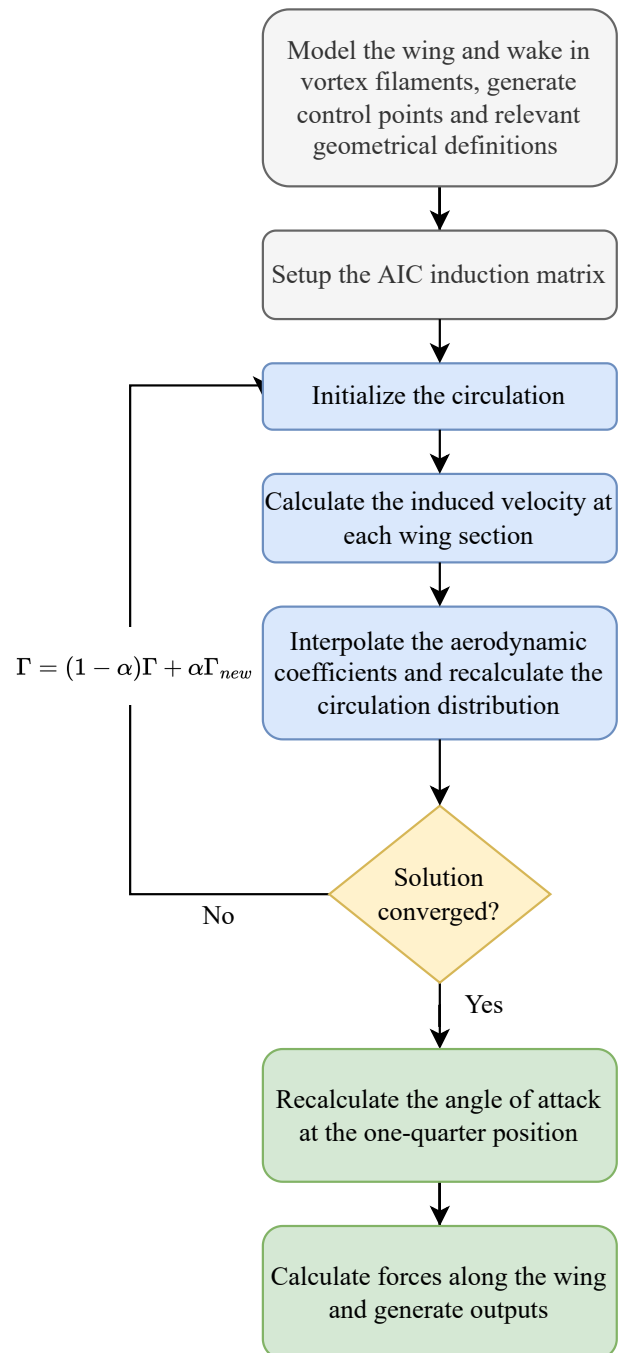 Model the wing and wake in
vortex filaments, generate
control points and relevant
geometrical definitions
Setup the AIC induction matrix
Initialize the circulation
Calculate the induced velocity at
each wing section
Interpolate the aerodynamic
coefficients and recalculate the
circulation distribution
Γ = (1 − α)Γ + αΓ_{new}
Solution
converged?
No
Yes
Recalculate the angle of attack
at the one-quarter position
Calculate forces along the wing
and generate outputs